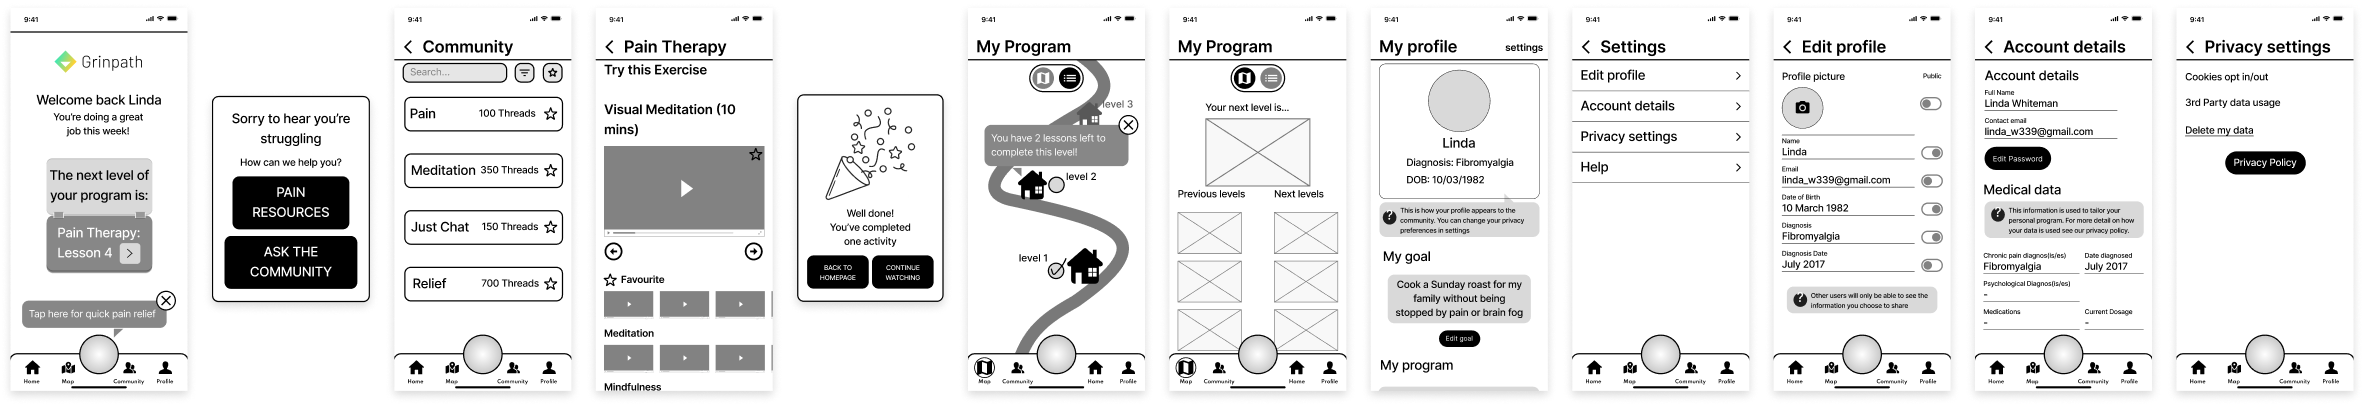 9:41
Grinpath
Welcome back Linda
You're doing a great
job this week!
The next level of
your program is:
Pain Therapy:
Lesson 4
Tap here for quick pain relief
Home
Map
Community
Profile
Sorry to hear you're
struggling
How can we help you?
PAIN
RESOURCES
ASK THE
COMMUNITY
9:41
Community
Search...
Pain 100 Threads
Meditation 350 Threads
Just Chat 150 Threads
Relief 700 Threads
Home
Map
Community
Profile
9:41
Pain Therapy
Try this Exercise
Visual Meditation (10
mins)
Favourite
Meditation
Mindfulness
Well done!
You've completed
one activity
BACK TO
HOMEPAGE
CONTINUE
WATCHING
9:41
My Program
level 3
You have 2 lessons left to
complete this level!
level 2
level 1
Map
Community
Home
Profile
9:41
My Program
Your next level is...
Previous levels
Next levels
Map
Community
Home
Profile
9:41
My profile
settings
Linda
Diagnosis: Fibromyalgia
DOB: 10/03/1982
?
This is how your profile appears to the
community. You can change your privacy
preferences in settings
My goal
Cook a Sunday roast for my
family without being
stopped by pain or brain fog
Edit goal
My program
9:41
Settings
Edit profile
Account details
Privacy settings
Help
Home
Map
Community
Profile
9:41
Edit profile
Profile picture
Public
Name
Linda
Email
linda_w339@gmail.com
Date of Birth
10 March 1982
Diagnosis
Fibromyalgia
Diagnosis Date
July 2017
?
Other users will only be able to see the
information you choose to share
Home
Map
Community
Profile
9:41
Account details
Account details
Full Name
Linda Whiteman
Contact email
linda_w339@gmail.com
Edit Password
Medical data
?
This information is used to tailor your
personal program. For more detail on how
your data is used see our privacy policy.
Chronic pain diagnos(is/es)
Fibromyalgia
Date diagnosed
July 2017
Psychological Diagnos(is/es)
-
Medications
-
Current Dosage
-
Home
Map
Community
Profile
9:41
Privacy settings
Cookies opt in/out
3rd Party data usage
Delete my data
Privacy Policy
Home
Map
Community
Profile